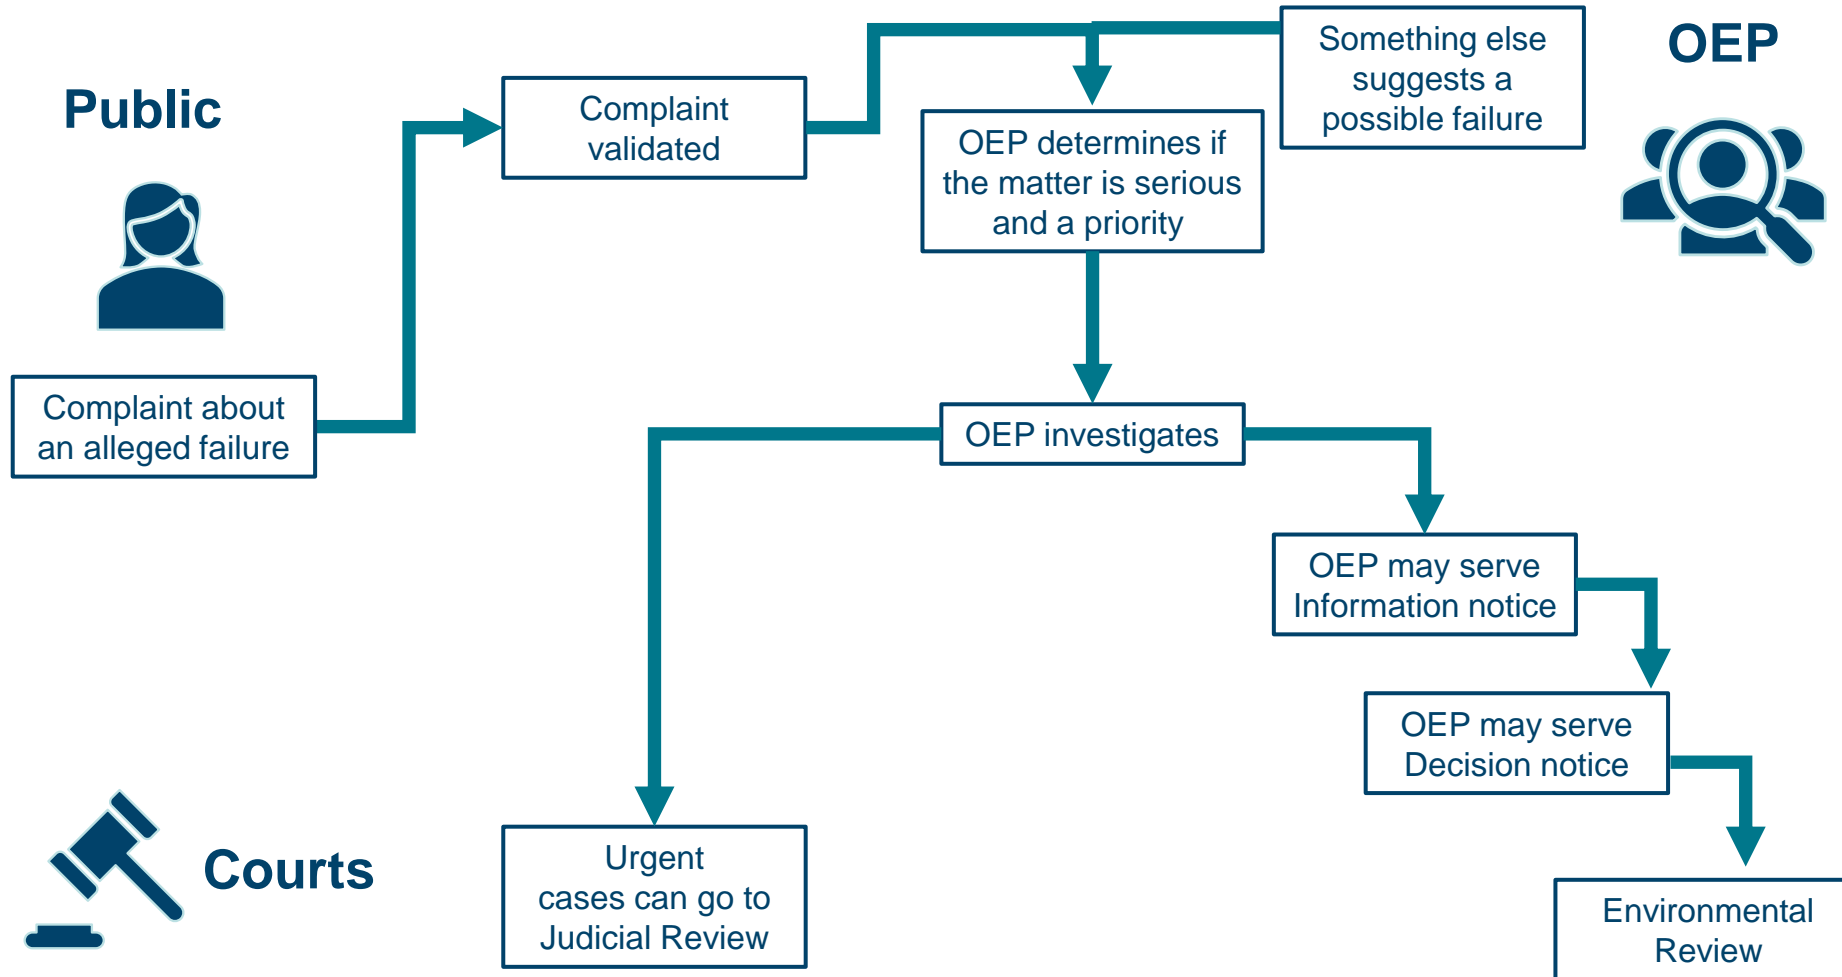 Public
Complaint about
an alleged failure
Complaint
validated
Something else
suggests a
possible failure
OEP
OEP determines if
the matter is serious
and a priority
OEP investigates
OEP may serve
Information notice
OEP may serve
Decision notice
Courts
Urgent
cases can go to
Judicial Review
Environmental
Review